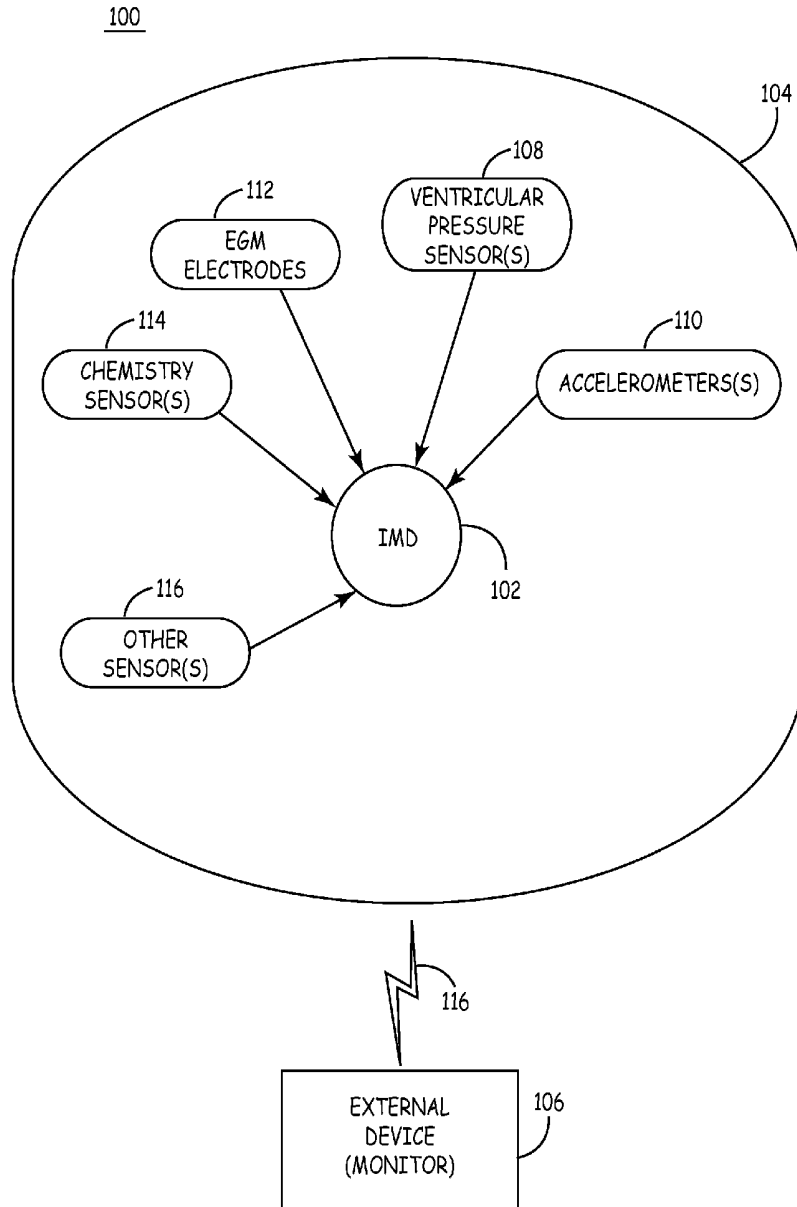 100
104
108
VENTRICULAR
PRESSURE
SENSOR(S)
112
EGM
ELECTRODES
114
CHEMISTRY
SENSOR(S)
110
ACCELEROMETERS(S)
IMD
102
116
OTHER
SENSOR(S)
116
EXTERNAL
DEVICE
(MONITOR)
106